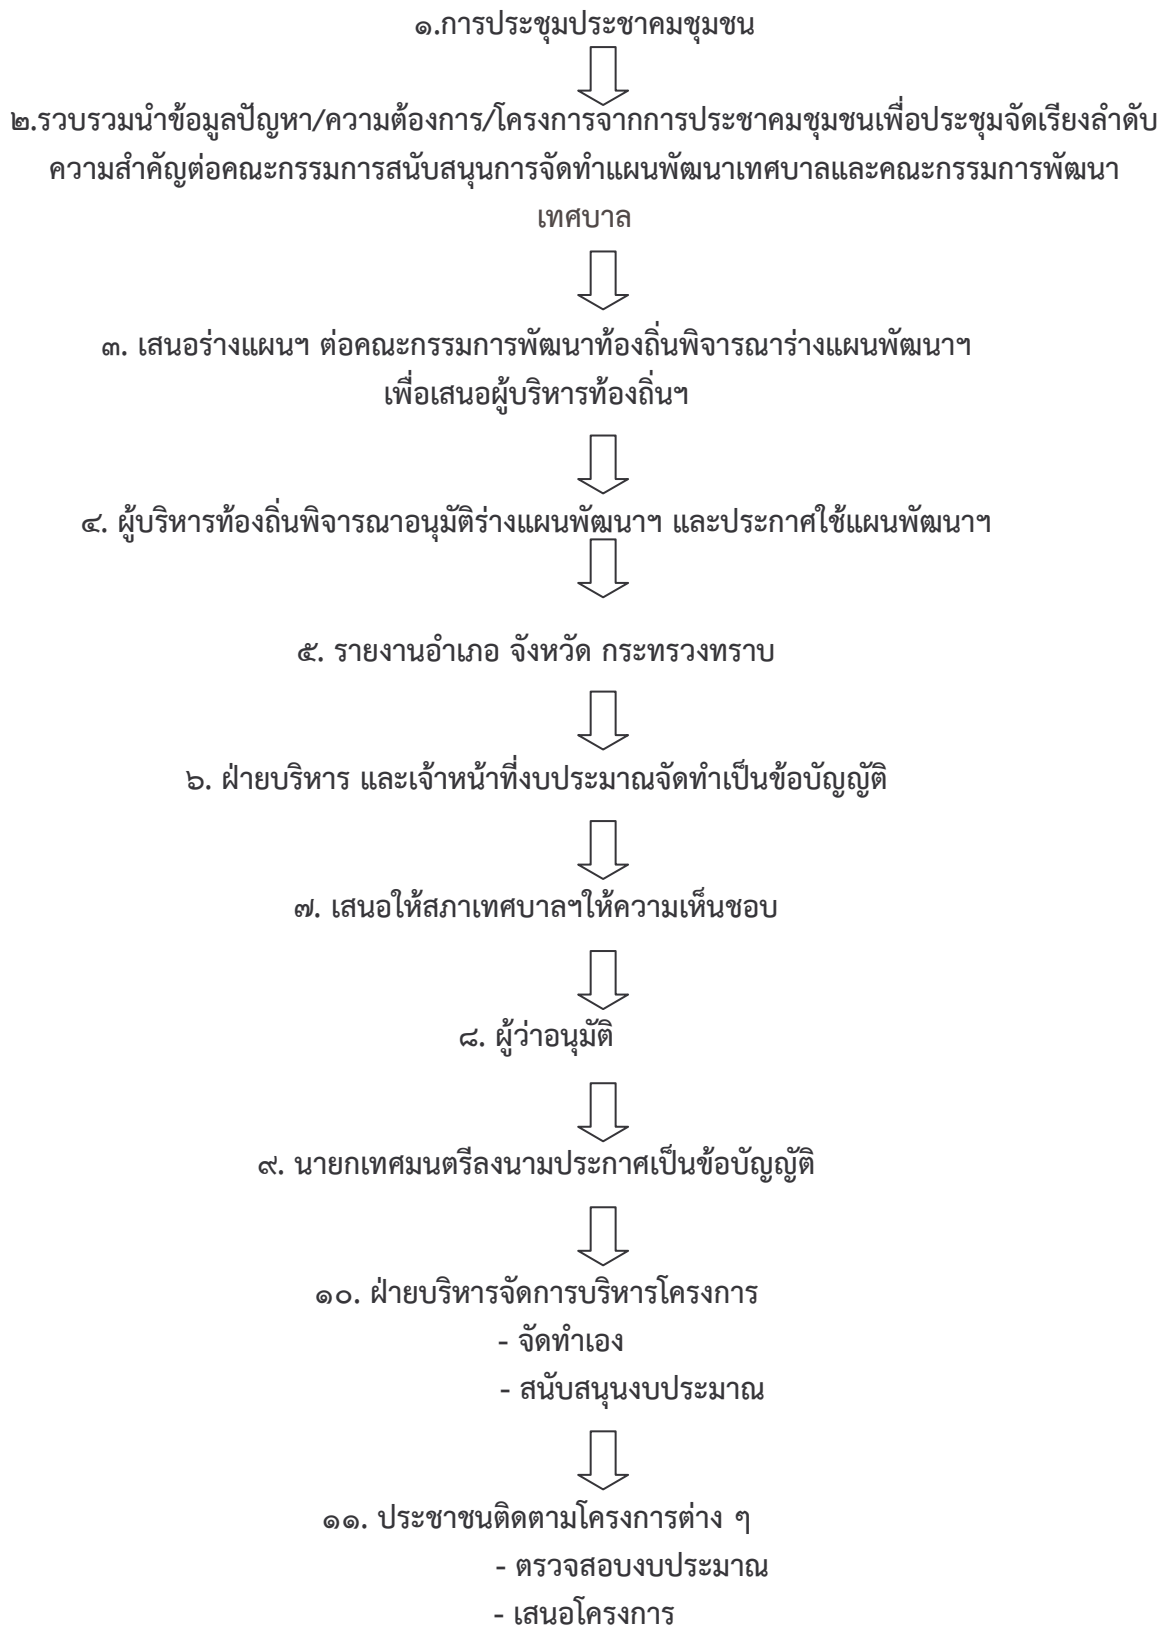 ๑.การประชุมประชาคมชุมชน
๒.รวบรวมนำข้อมูลปัญหา/ความต้องการ/โครงการจากการประชาคมชุมชนเพื่อประชุมจัดเรียงลำดับ
ความสำคัญต่อคณะกรรมการสนับสนุนการจัดทำแผนพัฒนาเทศบาลและคณะกรรมการพัฒนา
เทศบาล
๓. เสนอร่างแผนฯ ต่อคณะกรรมการพัฒนาท้องถิ่นพิจารณาร่างแผนพัฒนาฯ
เพื่อเสนอผู้บริหารท้องถิ่นฯ
๔. ผู้บริหารท้องถิ่นพิจารณาอนุมัติร่างแผนพัฒนาฯ และประกาศใช้แผนพัฒนาฯ
๕. รายงานอำเภอ จังหวัด กระทรวงทราบ
๖. ฝ่ายบริหาร และเจ้าหน้าที่งบประมาณจัดทำเป็นข้อบัญญัติ
๗. เสนอให้สภาเทศบาลฯให้ความเห็นชอบ
๘. ผู้ว่าอนุมัติ
๙. นายกเทศมนตรีลงนามประกาศเป็นข้อบัญญัติ
๑๐. ฝ่ายบริหารจัดการบริหารโครงการ
- จัดทำเอง
- สนับสนุนงบประมาณ
๑๑. ประชาชนติดตามโครงการต่าง ๆ
- ตรวจสอบงบประมาณ
- เสนอโครงการ